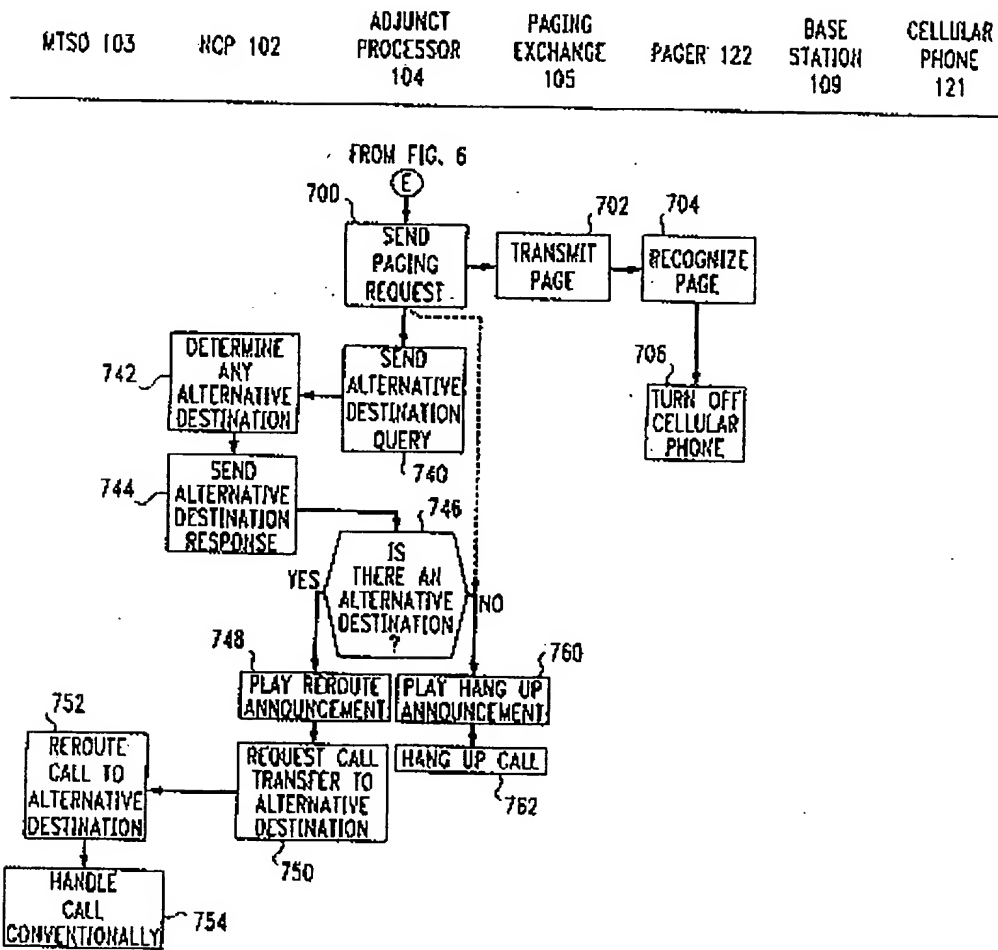 MTSO 103
NCP 102
ADJUNCT
PROCESSOR
104
PAGING
EXCHANGE
105
PAGER 122
BASE
STATION
109
CELLULAR
PHONE
121
FROM FIG. 6
E
700
SEND
PAGING
REQUEST
702
TRANSMIT
PAGE
704
RECOGNIZE
PAGE
706
TURN OFF
CELLULAR
PHONE
742
DETERMINE
ANY
ALTERNATIVE
DESTINATION
SEND
ALTERNATIVE
DESTINATION
QUERY
740
744
SEND
ALTERNATIVE
DESTINATION
RESPONSE
746
IS
THERE AN
ALTERNATIVE
DESTINATION
?
YES
NO
748
PLAY REROUTE
ANNOUNCEMENT
760
PLAY HANG UP
ANNOUNCEMENT
752
REROUTE
CALL TO
ALTERNATIVE
DESTINATION
REQUEST CALL
TRANSFER TO
ALTERNATIVE
DESTINATION
750
HANG UP CALL
762
HANDLE
CALL
CONVENTIONALLY
754